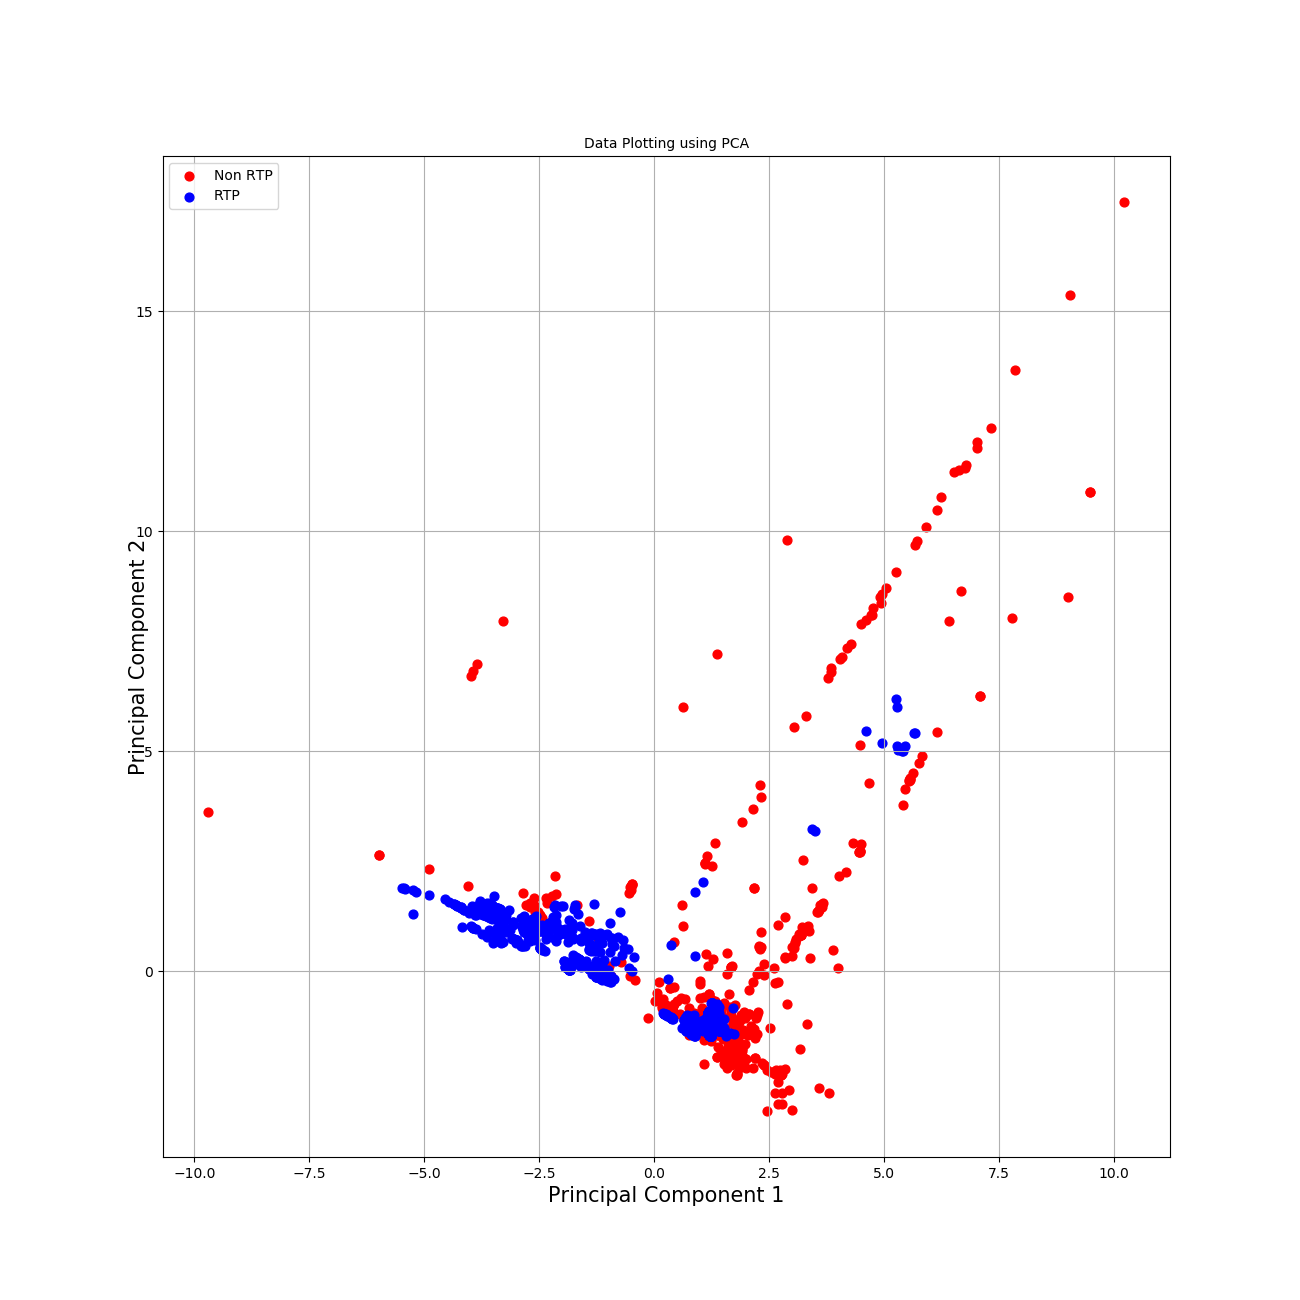 Data Plotting using PCA
Non RTP
RTP
Principal Component 2
15
10
5
0
−10.0 −7.5 −5.0 −2.5 0.0 2.5 5.0 7.5 10.0
Principal Component 1